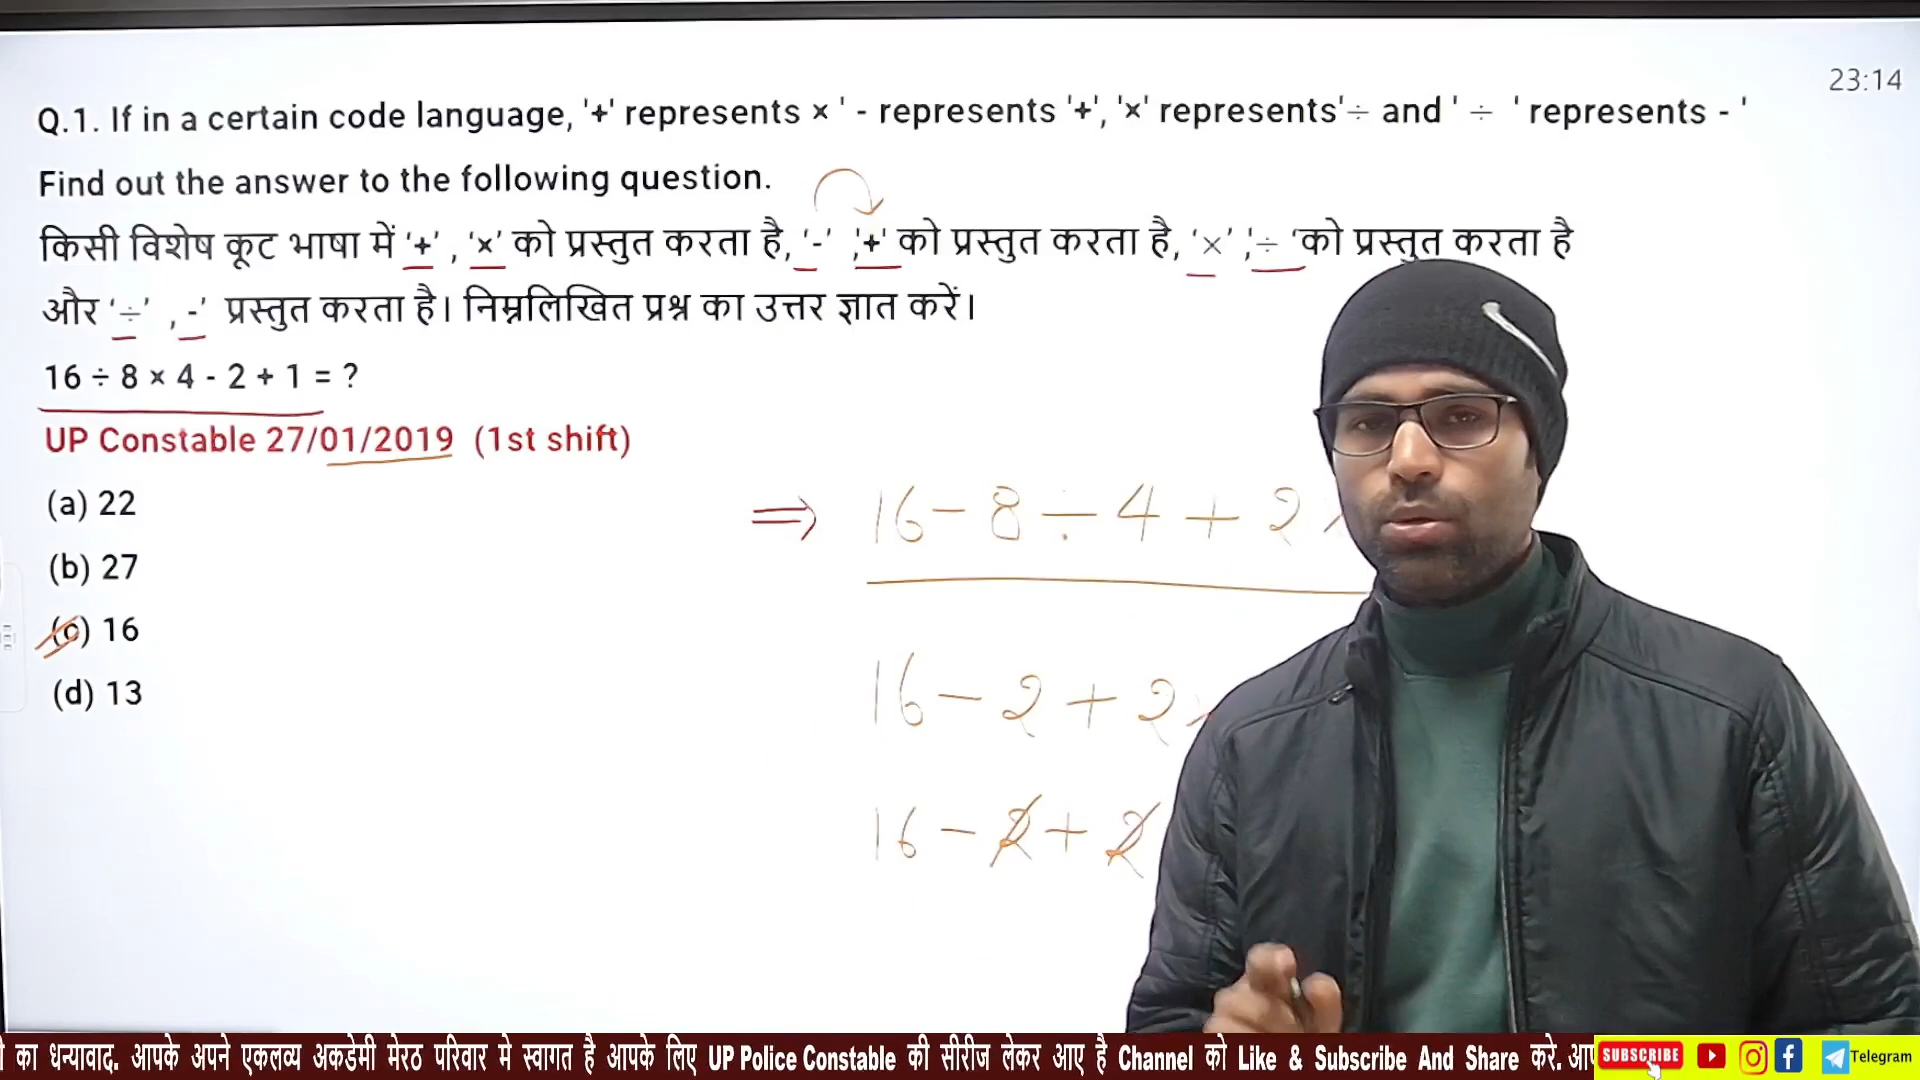 23:14
Q.1. If in a certain code language, '+' represents × ' - represents '+', '×' represents'÷ and ' ÷ ' represents - '
Find out the answer to the following question.
किसी विशेष कूट भाषा में '+' , '×' को प्रस्तुत करता है, '-' ,'+' को प्रस्तुत करता है, '×' ,'÷ 'को प्रस्तुत करता है
और '÷' , -' प्रस्तुत करता है। निम्नलिखित प्रश्न का उत्तर ज्ञात करें।
16 ÷ 8 × 4 - 2 + 1 = ?
UP Constable 27/01/2019 (1st shift)
(a) 22
(b) 27
(c) 16
(d) 13
⇒ 16 - 8 ÷ 4 + 2
16 - 2 + 2
16 - 2 + 2
का धन्यवाद. आपके अपने एकलव्य अकडेमी मेरठ परिवार मे स्वागत है आपके लिए UP Police Constable की सीरीज लेकर आए है Channel को Like & Subscribe And Share करे.
SUBSCRIBE
Telegram